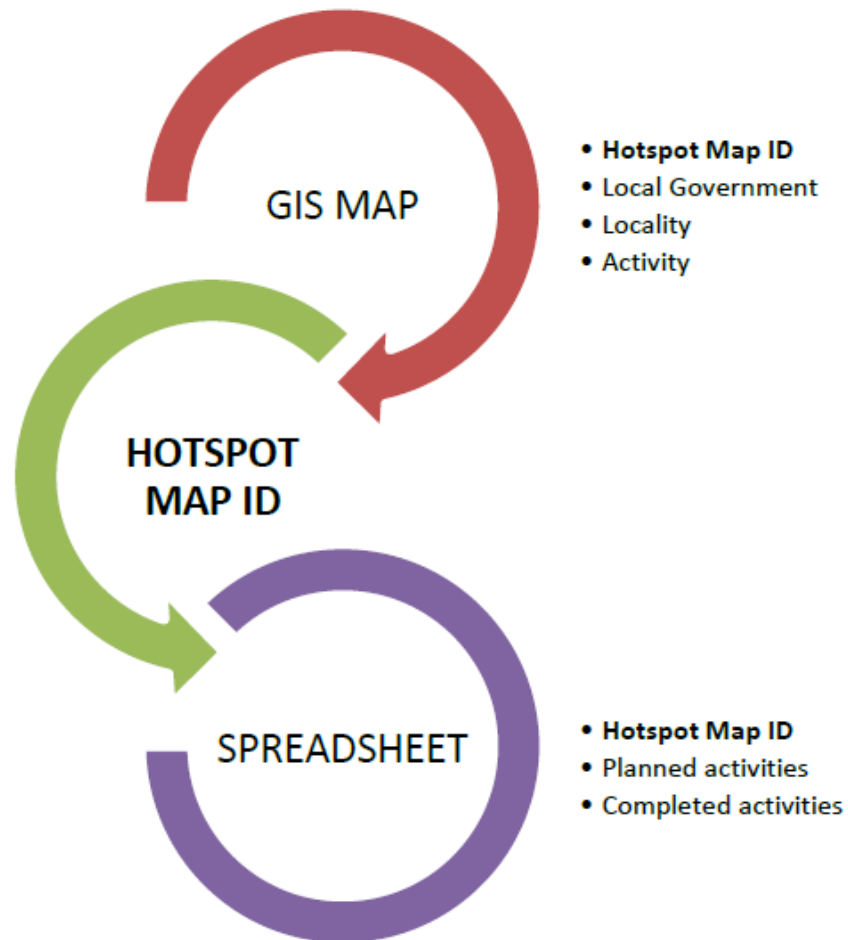 GIS MAP
• Hotspot Map ID
• Local Government
• Locality
• Activity
HOTSPOT
MAP ID
SPREADSHEET
• Hotspot Map ID
• Planned activities
• Completed activities